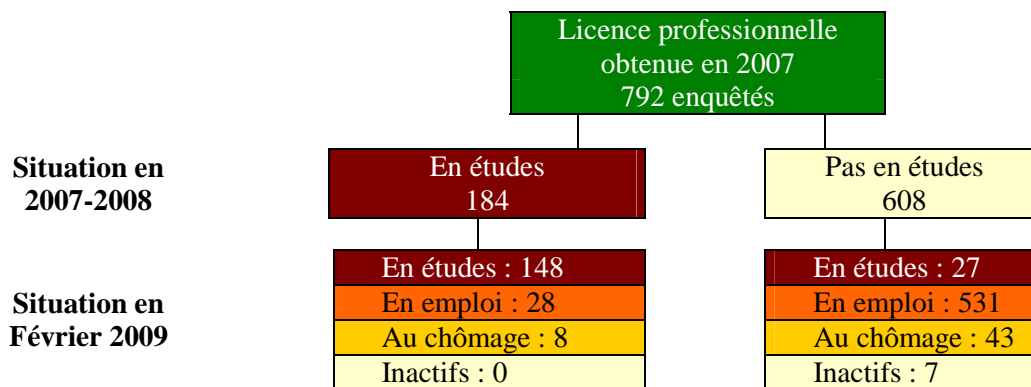 Licence professionnelle
obtenue en 2007
792 enquêtés
Situation en
2007-2008
En études
184
Pas en études
608
Situation en
Février 2009
En études : 148
En emploi : 28
Au chômage : 8
Inactifs : 0
En études : 27
En emploi : 531
Au chômage : 43
Inactifs : 7